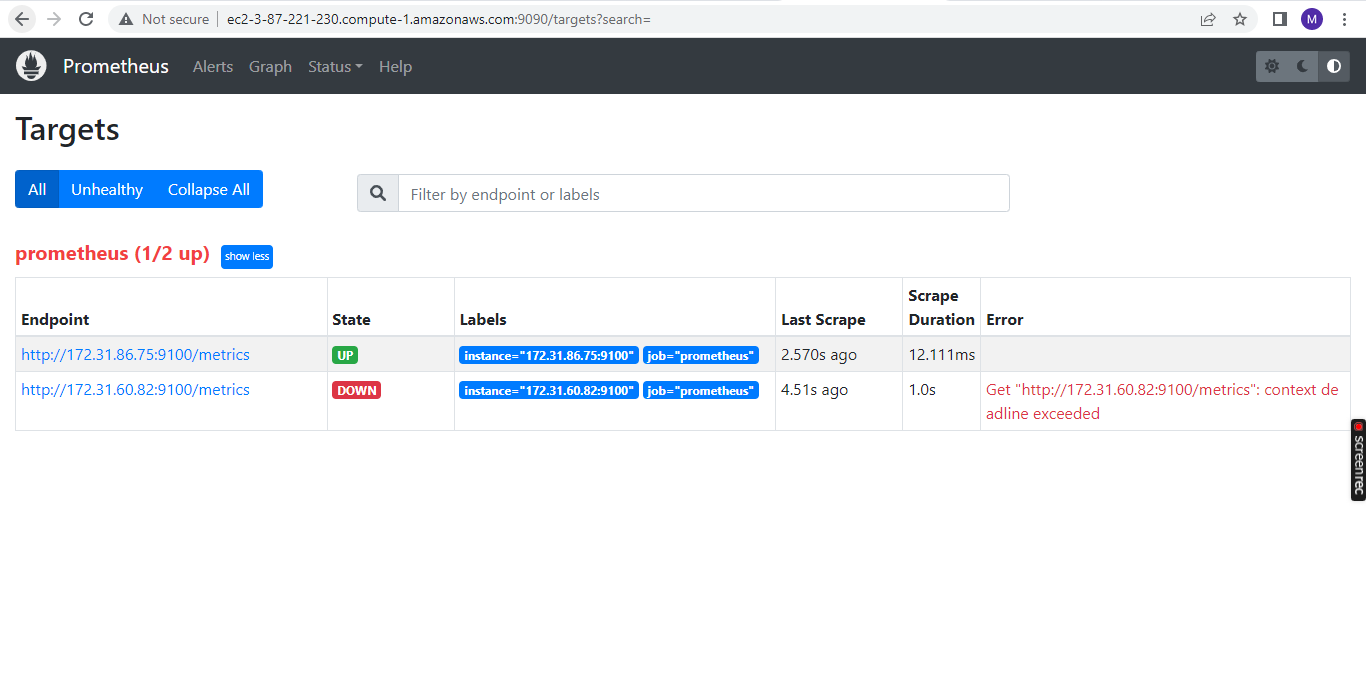 Not secure | ec2-3-87-221-230.compute-1.amazonaws.com:9090/targets?search=
M
Prometheus Alerts Graph Status Help
Targets
All Unhealthy Collapse All
Filter by endpoint or labels
prometheus (1/2 up) show less
Endpoint State Labels Last Scrape Scrape Duration Error
http://172.31.86.75:9100/metrics UP instance="172.31.86.75:9100" job="prometheus" 2.570s ago 12.111ms
http://172.31.60.82:9100/metrics DOWN instance="172.31.60.82:9100" job="prometheus" 4.51s ago 1.0s Get "http://172.31.60.82:9100/metrics": context de
adline exceeded
screenrec